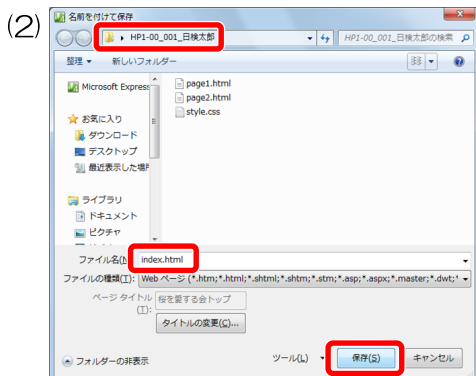 (2)
名前を付けて保存
HP1-00_001_日検太郎
HP1-00_001_日検太郎の検索
整理 新しいフォルダー
Microsoft Express
page1.html
page2.html
style.css
お気に入り
ダウンロード
デスクトップ
最近表示した場所
ライブラリ
ドキュメント
ピクチャ
ファイル名(N): index.html
ファイルの種類(T): Web ページ (*.htm;*.html;*.shtml;*.shtm;*.stm;*.asp;*.aspx;*.master;*.dwt;*
ページ タイトル(T): 桜を愛する会トップ
タイトルの変更(C)...
フォルダーの非表示 ツール(L) 保存(S) キャンセル